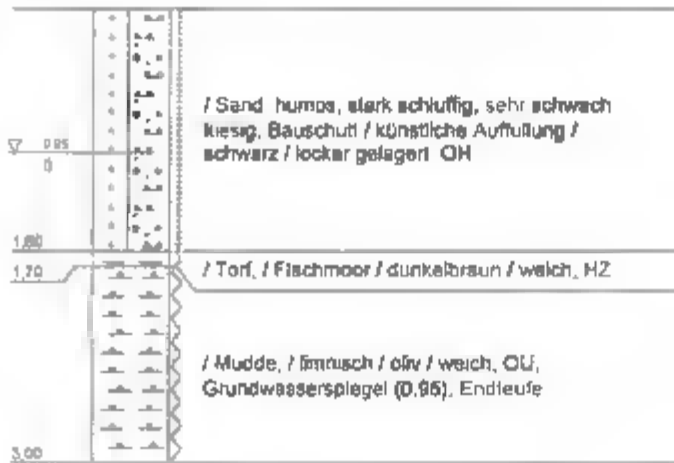 / Sand humos, stark schluffig, sehr schwach
kiesig, Bauschutt / künstliche Auffüllung /
schwarz / locker gelagert OH
0.95
1,60
1,70
/ Torf, / Flachmoor / dunkelbraun / weich, HZ
/ Mudde, / limnisch / oliv / weich, OU,
Grundwasserspiegel (0.95), Endteufe
3,00